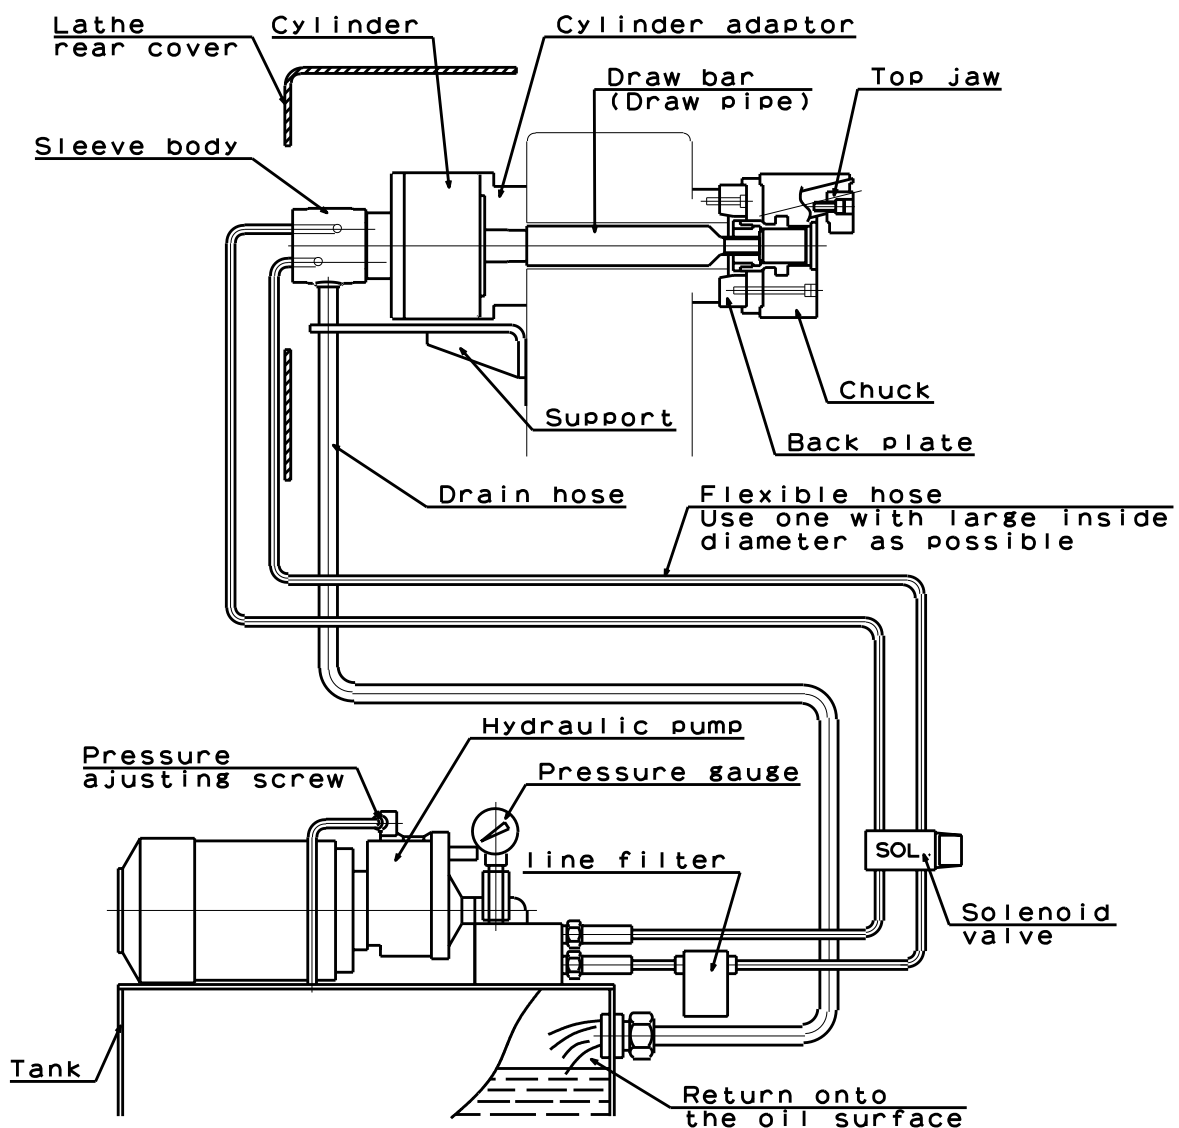 Lathe
rear cover
Cylinder
Cylinder adaptor
Draw bar
(Draw pipe)
Top jaw
Sleeve body
Chuck
Support
Back plate
Drain hose
Flexible hose
Use one with large inside
diameter as possible
Hydraulic pump
Pressure
ajusting screw
Pressure gauge
line filter
SOL.
Solenoid
valve
Tank
Return onto
the oil surface